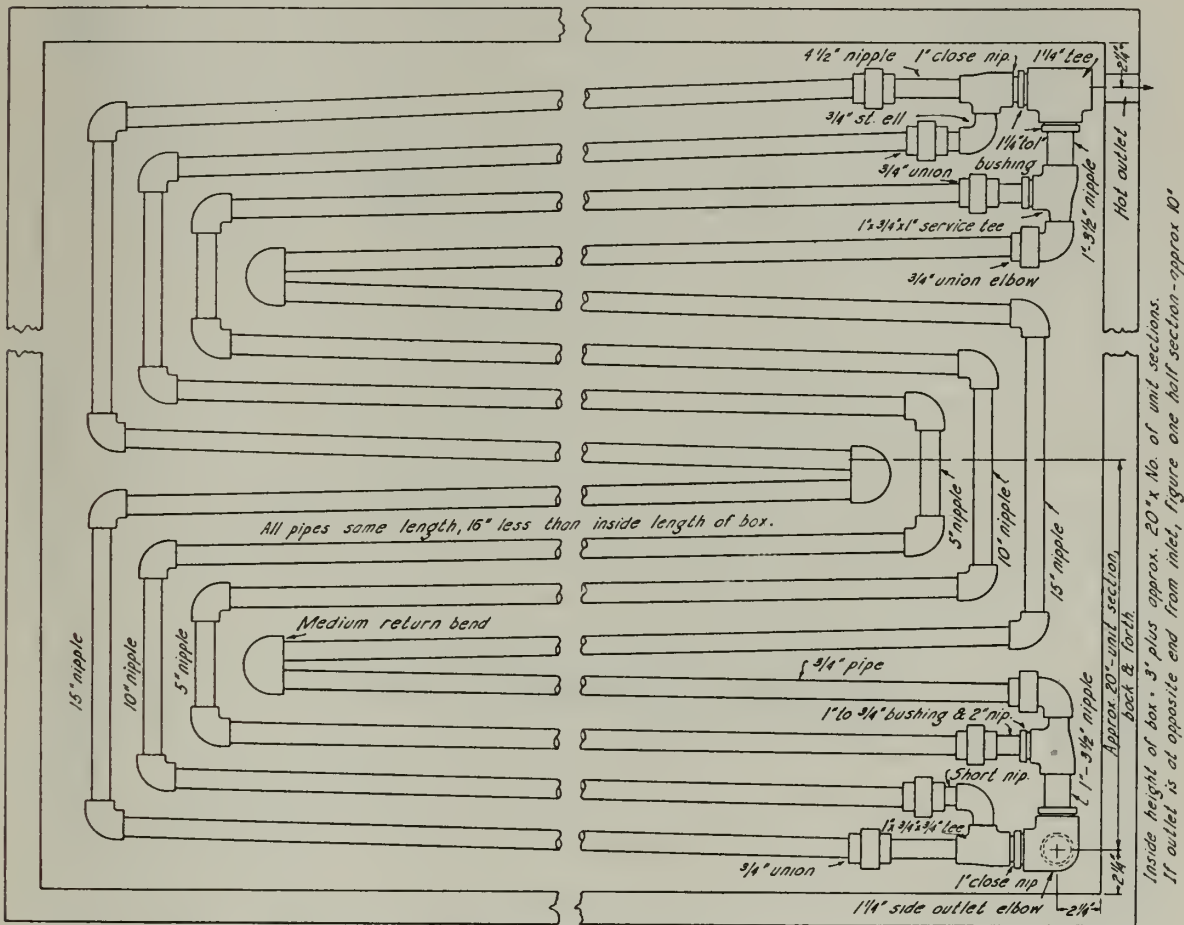 4½" nipple
1" close nip.
1¼" tee
2¼"
¾" st. ell
1¼" to 1"
bushing
¾" union
1" - 3½" nipple
Hot outlet
1" x ¾" x 1" service tee
¾" union elbow
All pipes same length, 16" less than inside length of box.
5" nipple
10" nipple
15" nipple
Medium return bend
15" nipple
10" nipple
5" nipple
¾" pipe
1" to ¾" bushing & 2" nip.
1" - 3½" nipple
Short nip.
1" x ¾" x ¾" tee
¾" union
1" close nip
1¼" side outlet elbow
2¼"
2¼"
Approx. 20" - unit section,
back & forth.
Inside height of box = 3" plus approx. 20" x No. of unit sections.
If outlet is at opposite end from inlet, figure one half section - approx 10"